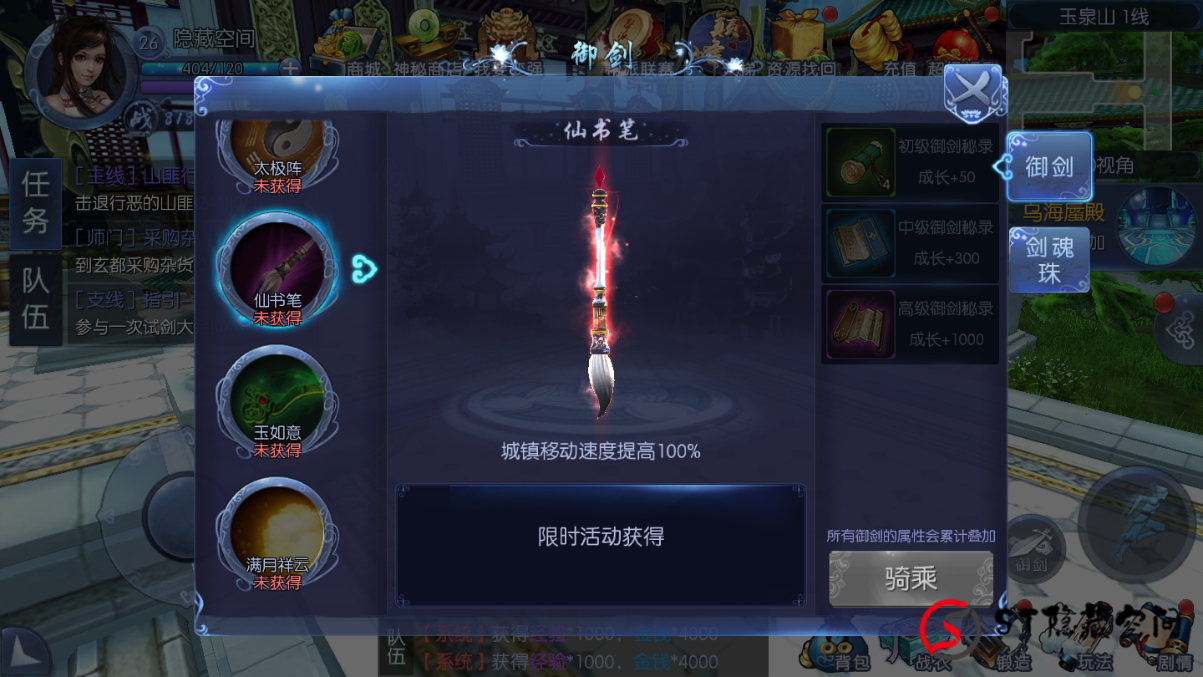 26
隐藏空间
404/120
战
878
商城
神秘商店
资源找回
充值
玉泉山 1线
御剑
任务
[主线] 山匪行
击退行恶的山匪
[师门] 采购杂
到玄都采购杂货
队伍
[支线] 指引
参与一次试剑大
太极阵
未获得
仙书笔
未获得
玉如意
未获得
满月祥云
未获得
仙书笔
城镇移动速度提高100%
限时活动获得
初级御剑秘录
成长+50
中级御剑秘录
成长+300
高级御剑秘录
成长+1000
所有御剑的属性会累计叠加
骑乘
御剑
剑魂
珠
视角
乌海蜃殿
御剑
队伍
[系统] 获得经验*1000,金钱*4000
[系统] 获得经验*1000,金钱*4000
ST隐藏空间
背包
战衣
锻造
玩法
剧情